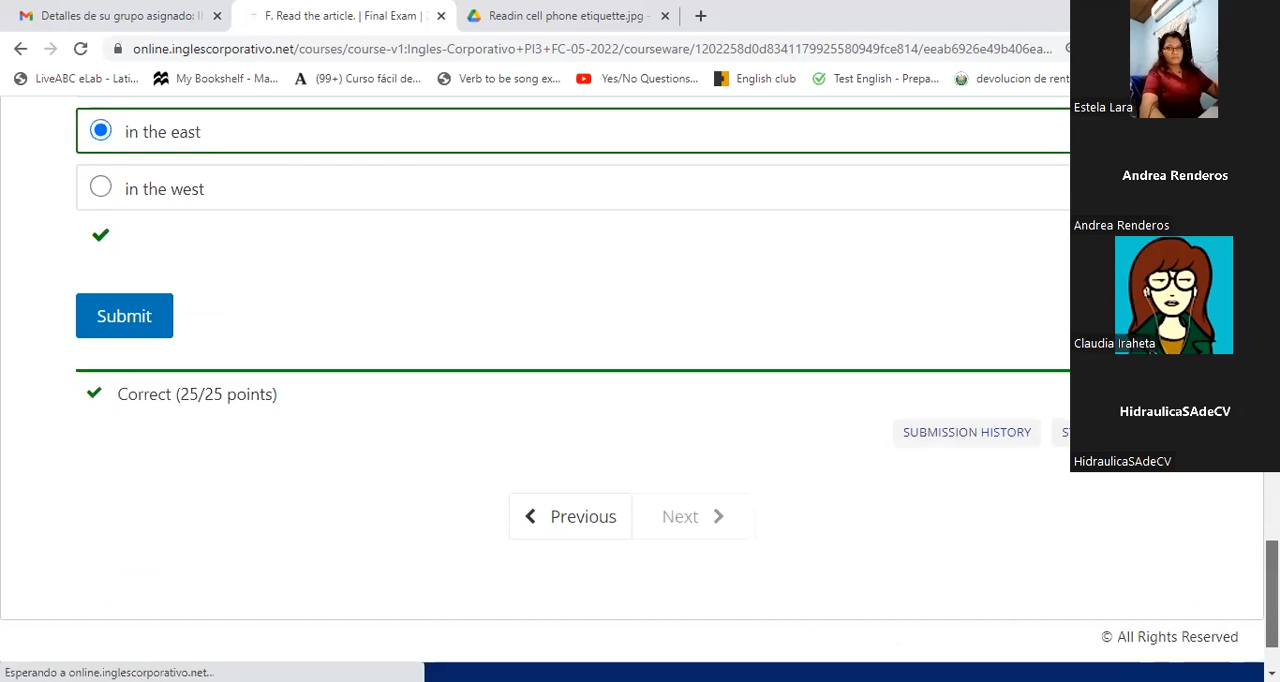 Detalles de su grupo asignado: I
F. Read the article. | Final Exam |
Readin cell phone etiquette.jpg -
online.inglescorporativo.net/courses/course-v1:Ingles-Corporativo+PI3+FC-05-2022/courseware/1202258d0d8341179925580949fce814/eeab6926e49b406ea...
LiveABC eLab - Lati...
My Bookshelf - Ma...
(99+) Curso fácil de...
Verb to be song ex...
Yes/No Questions...
English club
Test English - Prepa...
devolucion de rent
in the east
in the west
Submit
Correct (25/25 points)
SUBMISSION HISTORY
Previous
Next
© All Rights Reserved
Esperando a online.inglescorporativo.net...
Estela Lara
Andrea Renderos
Andrea Renderos
Claudia Iraheta
HidraulicaSAdeCV
HidraulicaSAdeCV